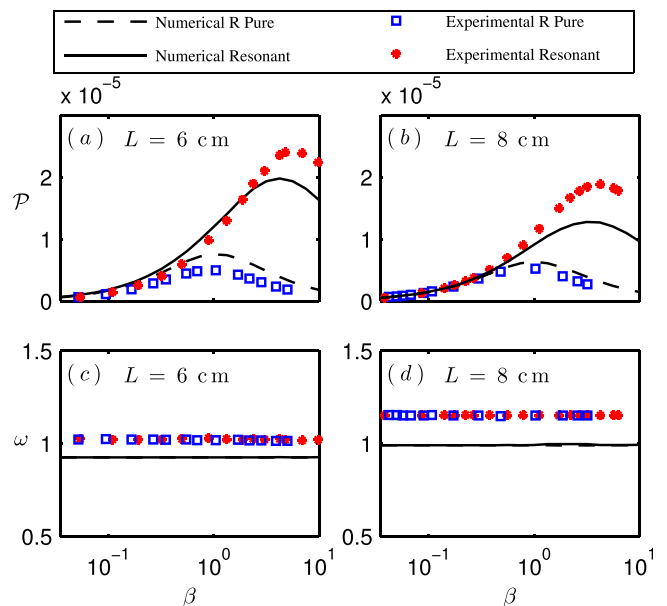 Numerical R Pure
Experimental R Pure
Numerical Resonant
Experimental Resonant
x 10^-5
x 10^-5
(a) L = 6 cm
(b) L = 8 cm
P
2
1
0
2
1
0
(c) L = 6 cm
(d) L = 8 cm
ω
1.5
1
0.5
1.5
1
0.5
10^-1
10^0
10^1
10^-1
10^0
10^1
β
β